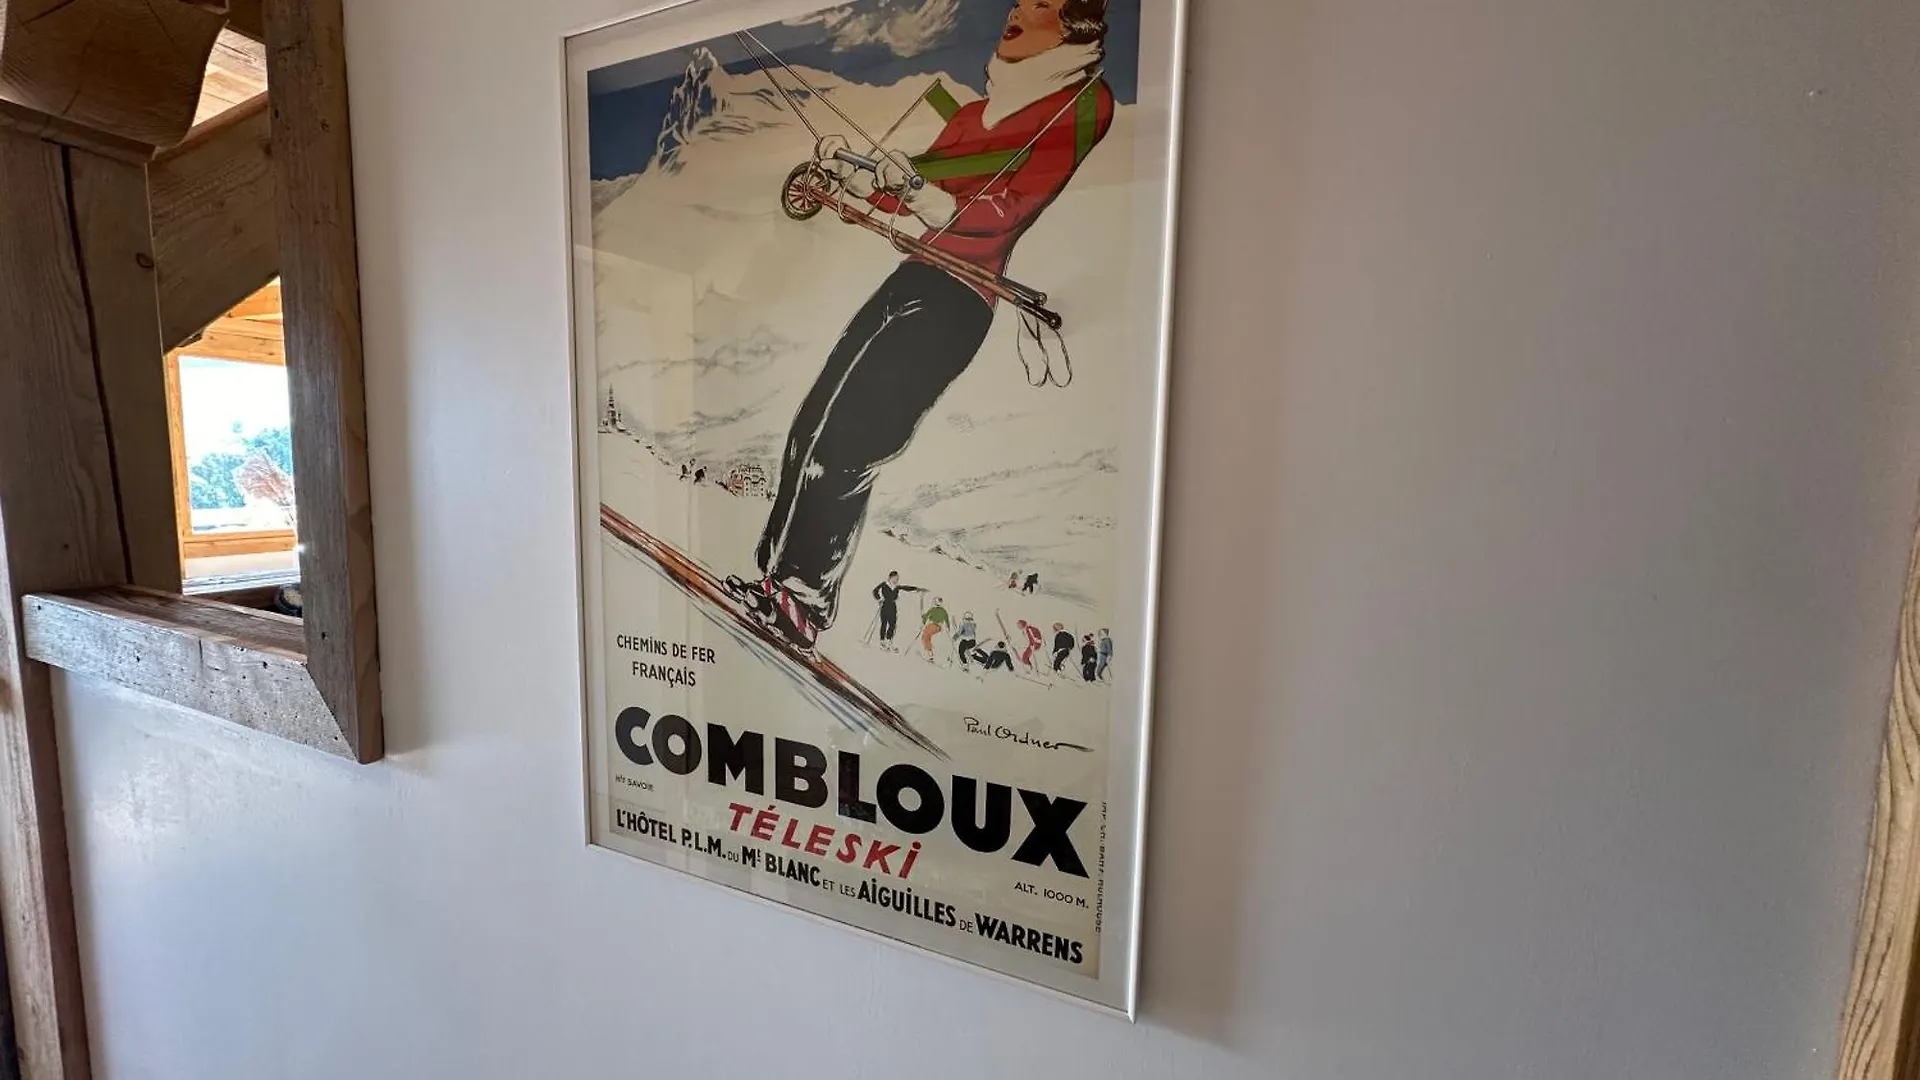 CHEMINS DE FER
FRANÇAIS
Paul Ordner
COMBLOUX
Hte SAVOIE
TÉLESKI
ALT. 1000 M.
L'HÔTEL P.L.M. DU Mt BLANC ET LES AIGUILLES DE WARRENS